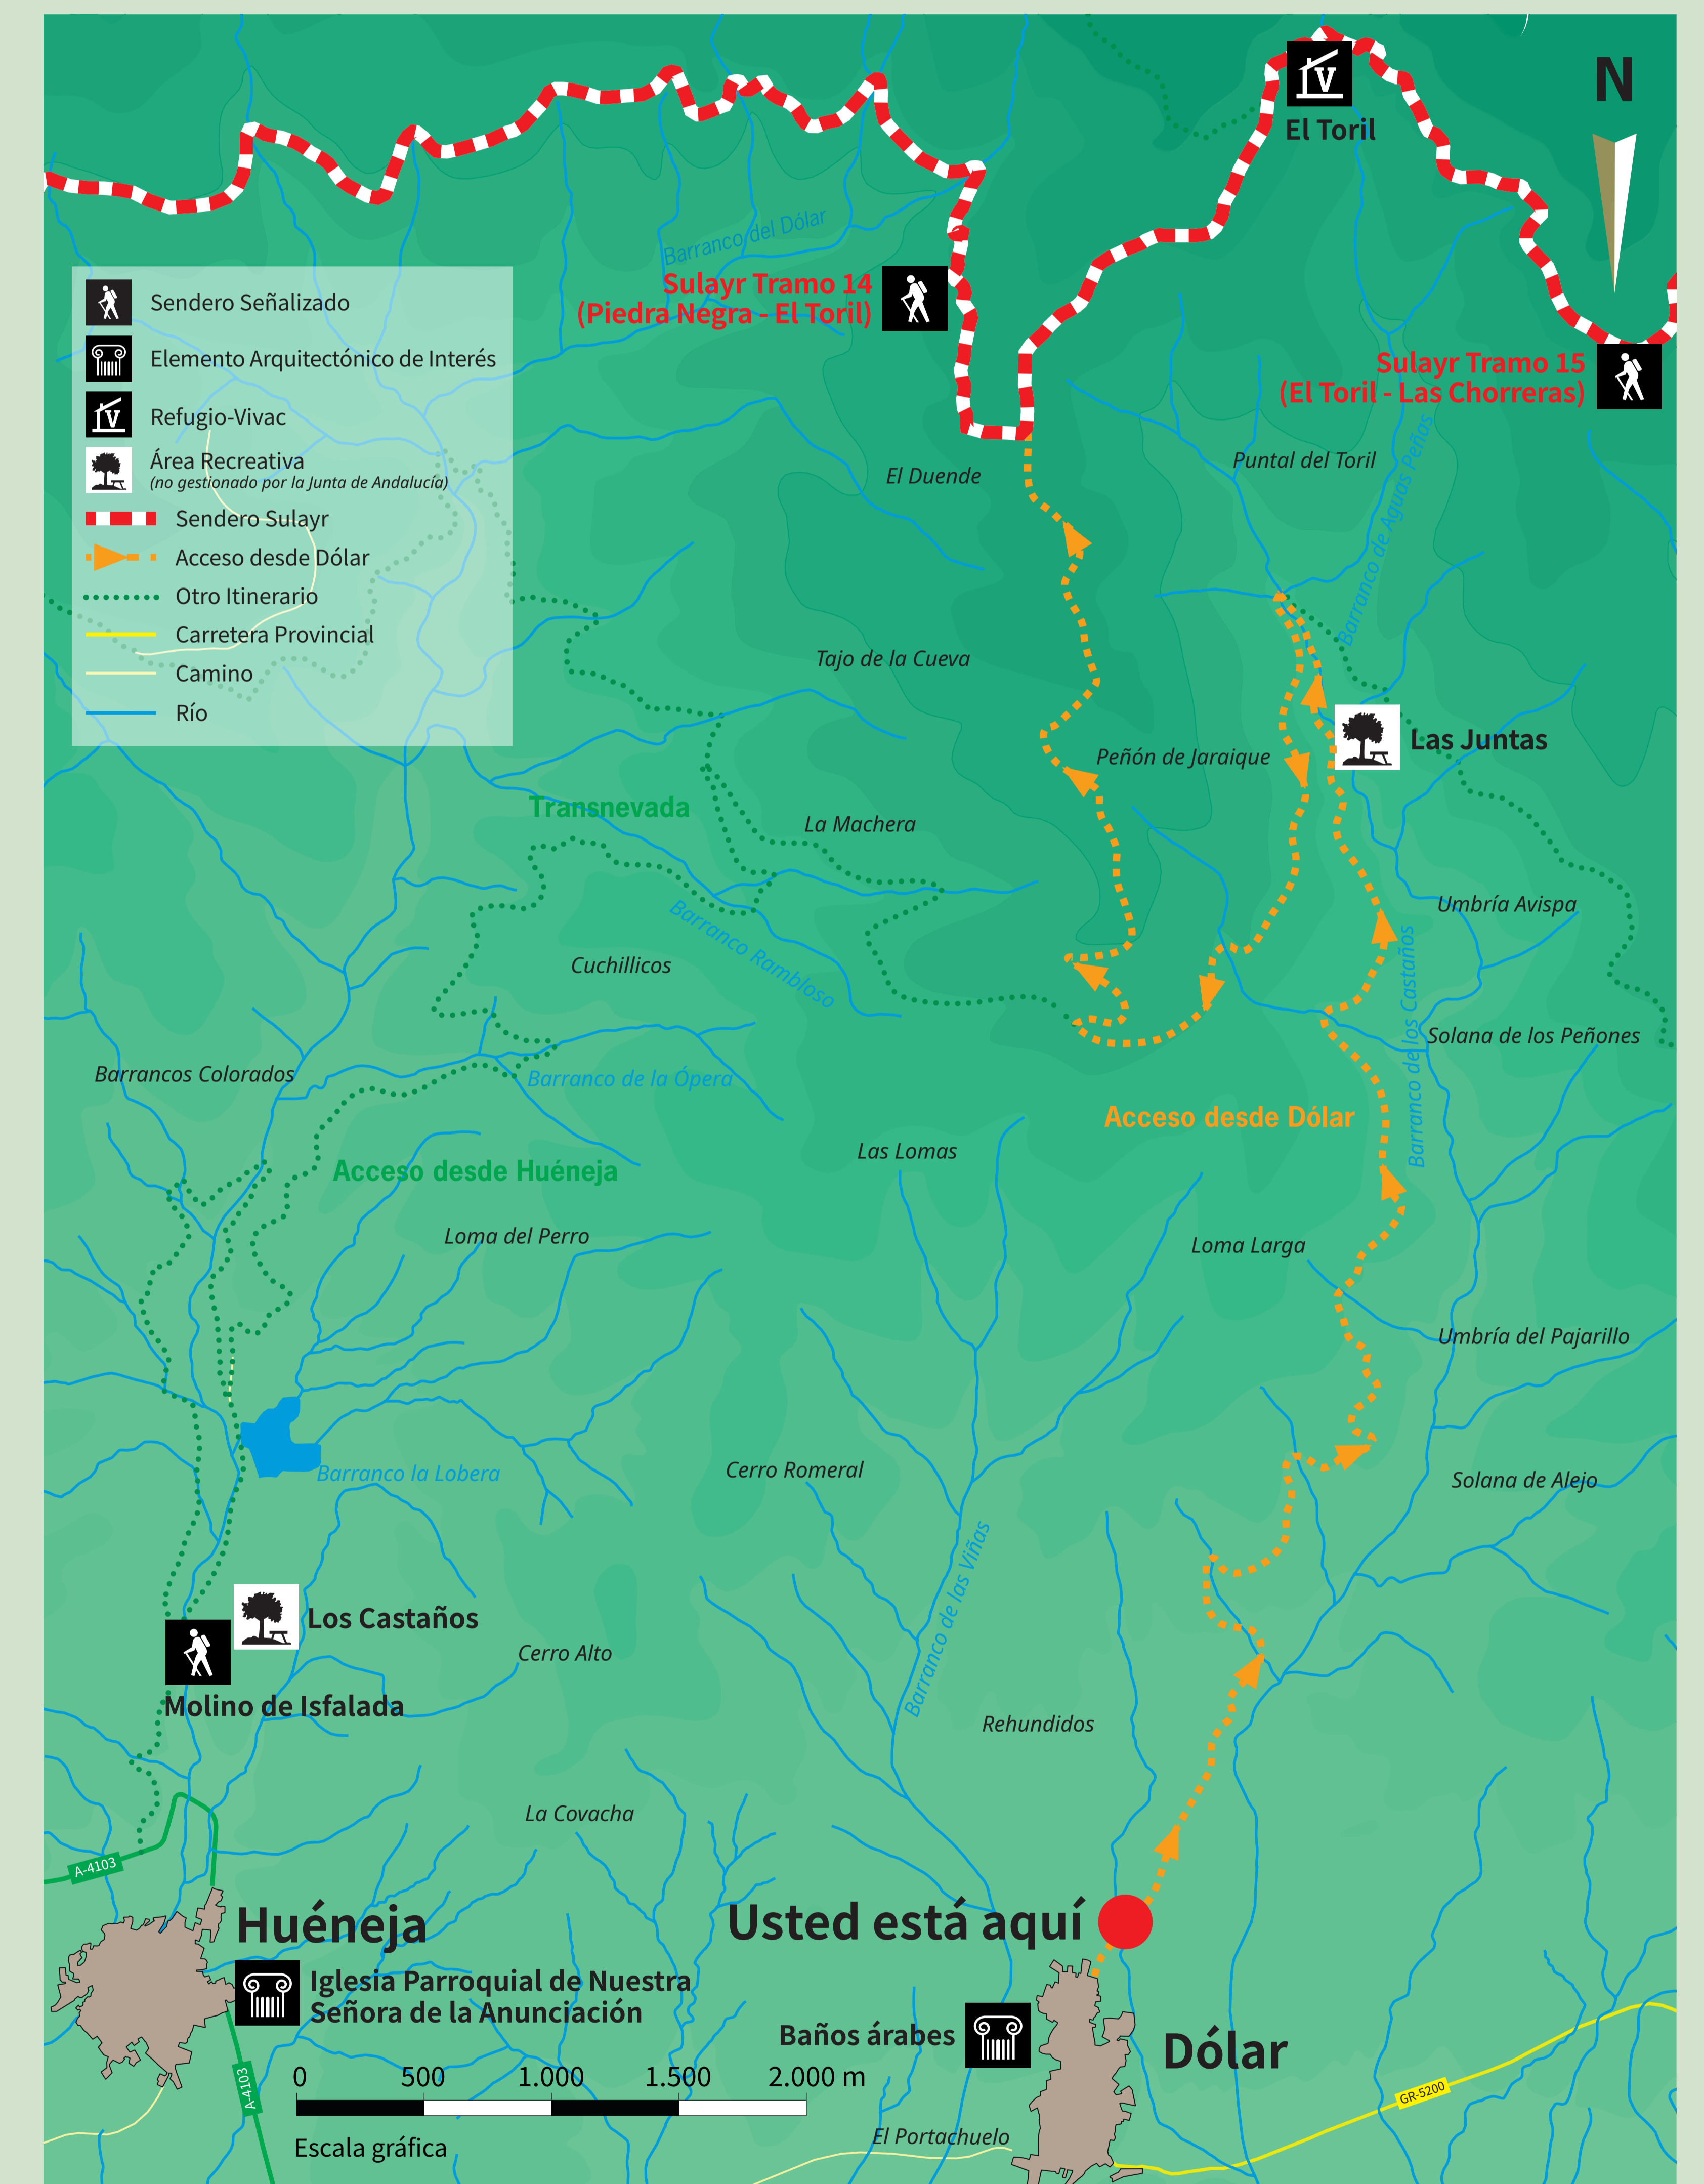 N
V
El Toril
Barranco del Dólar
Sulayr Tramo 14
(Piedra Negra - El Toril)
Sulayr Tramo 15
(El Toril - Las Chorreras)
Sendero Señalizado
Elemento Arquitectónico de Interés
V
Refugio-Vivac
Área Recreativa
(no gestionado por la Junta de Andalucía)
Sendero Sulayr
Acceso desde Dólar
Otro Itinerario
Carretera Provincial
Camino
Río
El Duende
Puntal del Toril
Barranco de Aguas Peñas
Tajo de la Cueva
Peñón de Jaraique
Las Juntas
Transnevada
La Machera
Umbría Avispa
Barranco Rambloso
Cuchillicos
Barranco de los Castaños
Solana de los Peñones
Barrancos Colorados
Barranco de la Ópera
Acceso desde Dólar
Las Lomas
Acceso desde Huéneja
Loma del Perro
Loma Larga
Umbría del Pajarillo
Barranco la Lobera
Cerro Romeral
Solana de Alejo
Barranco de las Viñas
Los Castaños
Cerro Alto
Molino de Isfalada
Rehundidos
La Covacha
A-4103
Huéneja
Usted está aquí
Iglesia Parroquial de Nuestra
Señora de la Anunciación
Baños árabes
Dólar
A-4103
GR-5200
0 500 1.000 1.500 2.000 m
El Portachuelo
Escala gráfica